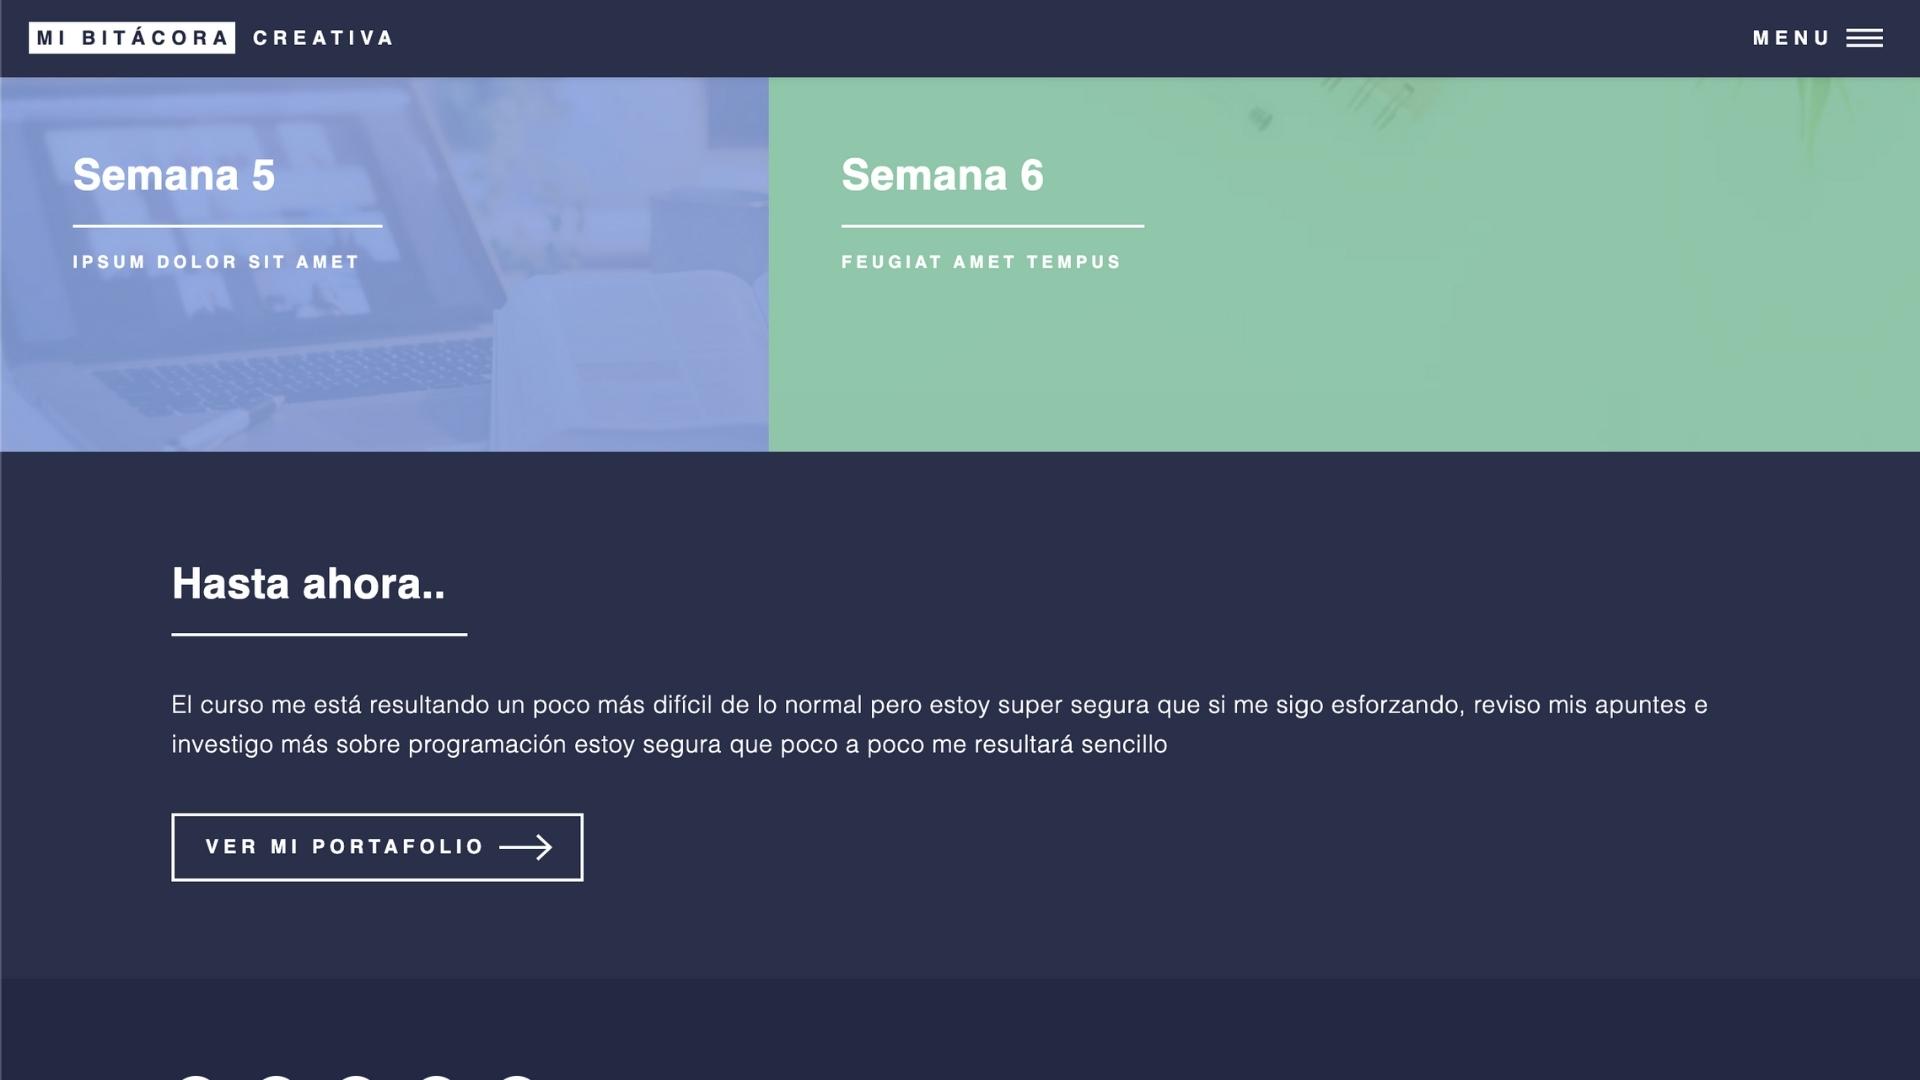 MI BITÁCORA CREATIVA
MENU
Semana 5
IPSUM DOLOR SIT AMET
Semana 6
FEUGIAT AMET TEMPUS
Hasta ahora..
El curso me está resultando un poco más difícil de lo normal pero estoy super segura que si me sigo esforzando, reviso mis apuntes e
investigo más sobre programación estoy segura que poco a poco me resultará sencillo
VER MI PORTAFOLIO